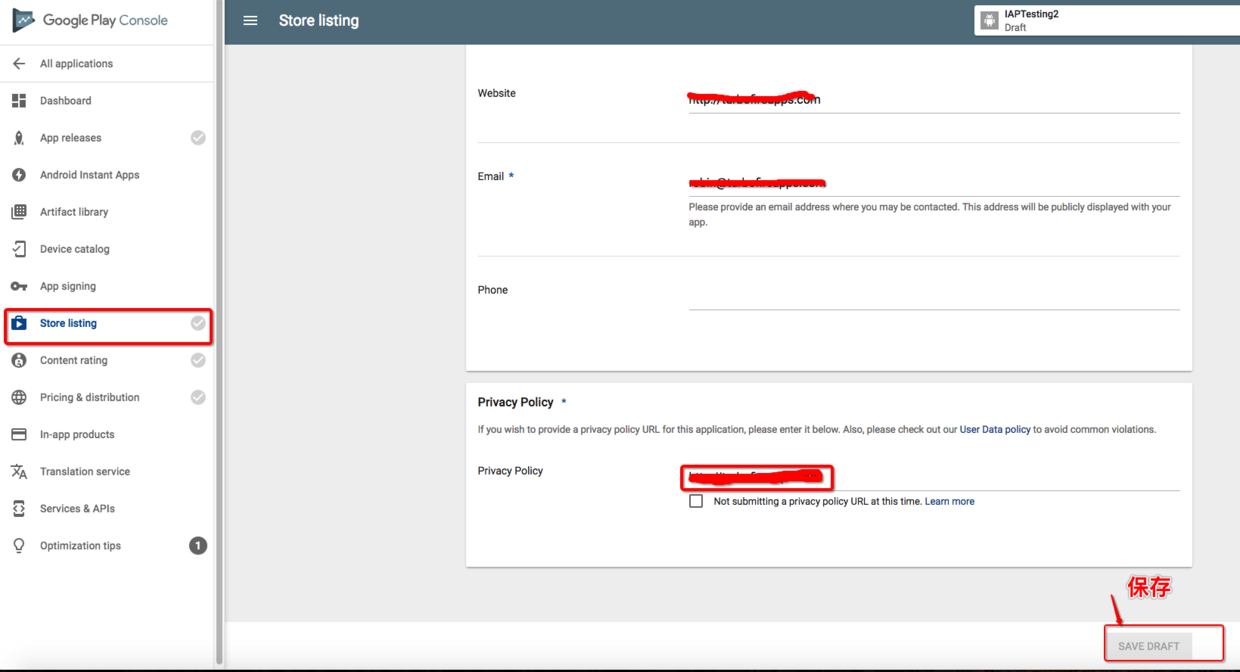 Google Play Console
All applications
Dashboard
App releases
Android Instant Apps
Artifact library
Device catalog
App signing
Store listing
Content rating
Pricing & distribution
In-app products
Translation service
Services & APIs
Optimization tips
1
Store listing
IAPTesting2
Draft
Website
Email *
Please provide an email address where you may be contacted. This address will be publicly displayed with your
app.
Phone
Privacy Policy *
If you wish to provide a privacy policy URL for this application, please enter it below. Also, please check out our User Data policy to avoid common violations.
Privacy Policy
Not submitting a privacy policy URL at this time. Learn more
保存
SAVE DRAFT